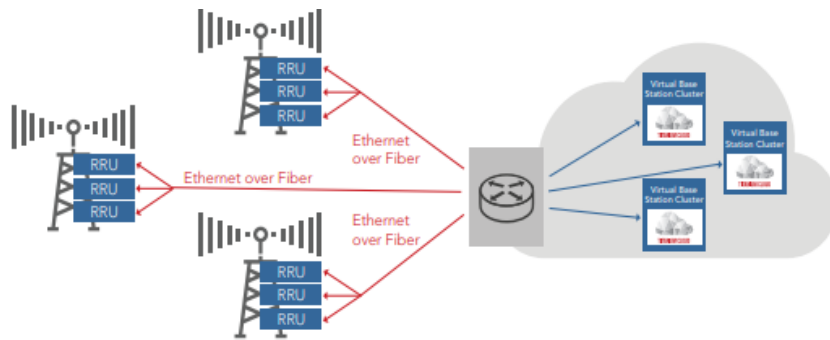 RRU
RRU
RRU
Ethernet
over Fiber
RRU
RRU
RRU
Ethernet over Fiber
Ethernet
over Fiber
RRU
RRU
RRU
Virtual Base
Station Cluster
Virtual Base
Station Cluster
Virtual Base
Station Cluster